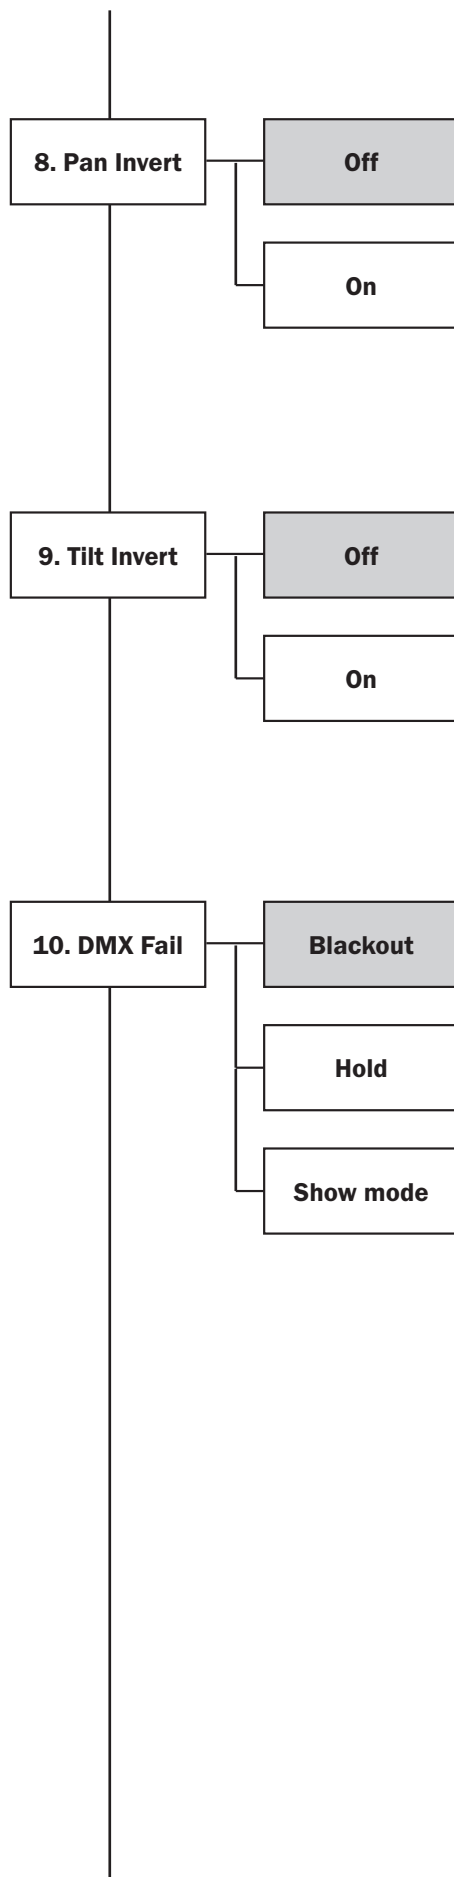 8. Pan Invert
Off
On
9. Tilt Invert
Off
On
10. DMX Fail
Blackout
Hold
Show mode